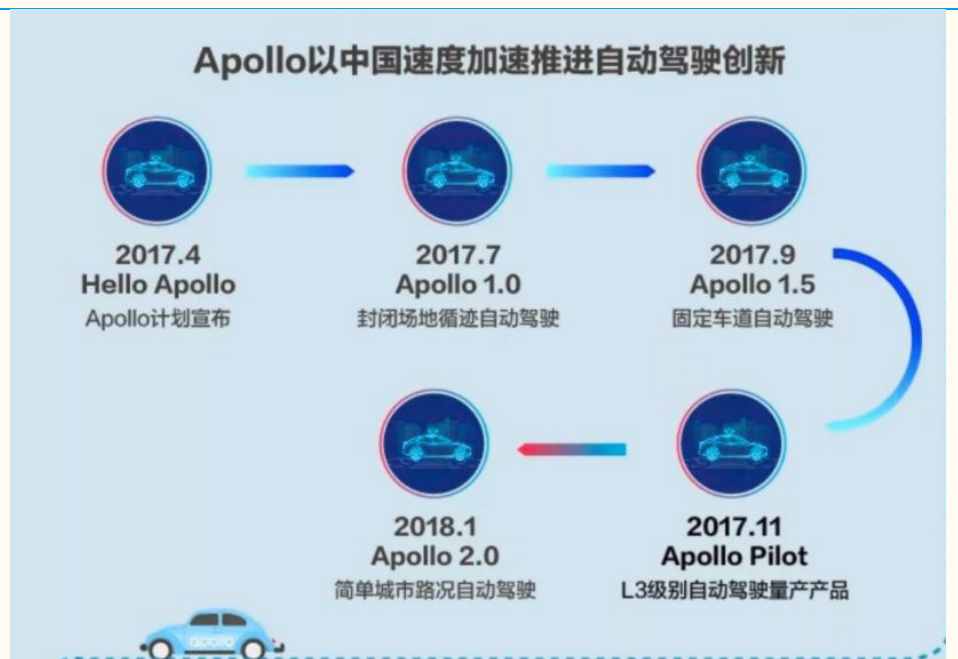 Apollo以中国速度加速推进自动驾驶创新
2017.4
Hello Apollo
Apollo计划宣布
2017.7
Apollo 1.0
封闭场地循迹自动驾驶
2017.9
Apollo 1.5
固定车道自动驾驶
2017.11
Apollo Pilot
L3级别自动驾驶量产产品
2018.1
Apollo 2.0
简单城市路况自动驾驶
apollo